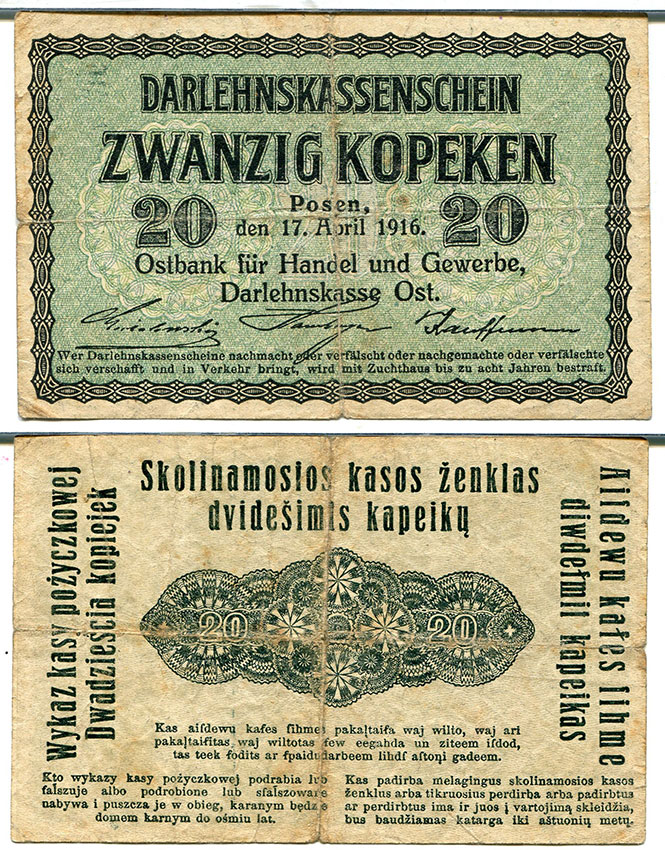 DARLEHNSKASSENSCHEIN
ZWANZIG KOPEKEN
20 20
Posen,
den 17. April 1916.
Ostbank für Handel und Gewerbe,
Darlehnskasse Ost.
Wer Darlehnskassenscheine nachmacht oder verfälscht oder nachgemachte oder verfälschte
sich verschafft und in Verkehr bringt, wird mit Zuchthaus bis zu acht Jahren bestraft.
Wykaz kasy pożyczkowej
Dwadzieścia kopiejek
Skolinamosios kasos ženklas
dvidešimis kapeikų
Aiſdewu kaſes ſihme
diwdeſmit kapeikas
20 20
Kas aiſdewu kaſes ſihmes pakaļtaiſa waj wilto, waj ari
pakaļtaiſitas waj wiltotas ſew eegahda un ziteem iſdod,
tas teek ſodits ar ſpaidudarbeem lihdſ aſtoņi gadeem.
Kto wykazy kasy pożyczkowej podrabia lub
fałszuje albo podrobione lub sfałszowane
nabywa i puszcza je w obieg, karanym będzie
domem karnym do ośmiu lat.
Kas padirba melagingus skolinamosios kasos
ženklus arba tikruosius perdirba arba padirbtus
ar perdirbtus ima ir juos į vartojimą skleidžia,
bus baudžiamas katarga iki aštuonių metų.